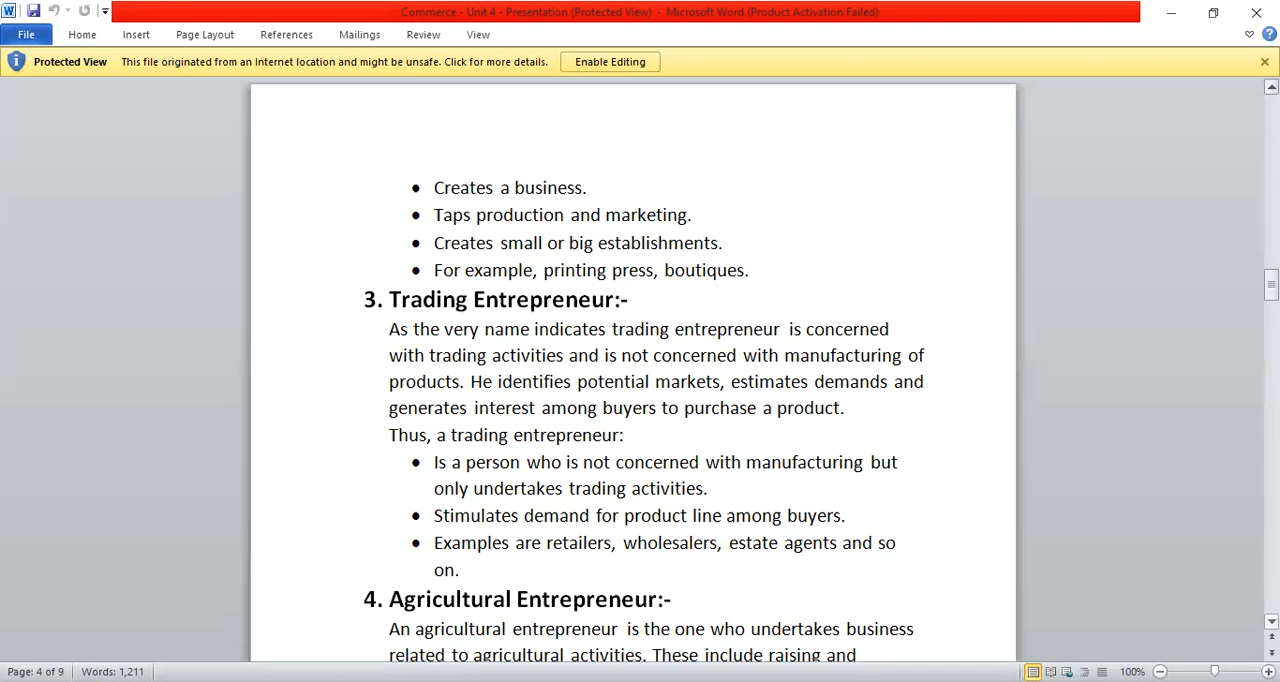 Commerce - Unit 4 - Presentation (Protected View) - Microsoft Word (Product Activation Failed)
File Home Insert Page Layout References Mailings Review View
Protected View This file originated from an Internet location and might be unsafe. Click for more details. Enable Editing
• Creates a business.
• Taps production and marketing.
• Creates small or big establishments.
• For example, printing press, boutiques.
3. Trading Entrepreneur:-
As the very name indicates trading entrepreneur is concerned
with trading activities and is not concerned with manufacturing of
products. He identifies potential markets, estimates demands and
generates interest among buyers to purchase a product.
Thus, a trading entrepreneur:
• Is a person who is not concerned with manufacturing but
only undertakes trading activities.
• Stimulates demand for product line among buyers.
• Examples are retailers, wholesalers, estate agents and so
on.
4. Agricultural Entrepreneur:-
An agricultural entrepreneur is the one who undertakes business
related to agricultural activities. These include raising and
Page: 4 of 9 Words: 1,211 100%